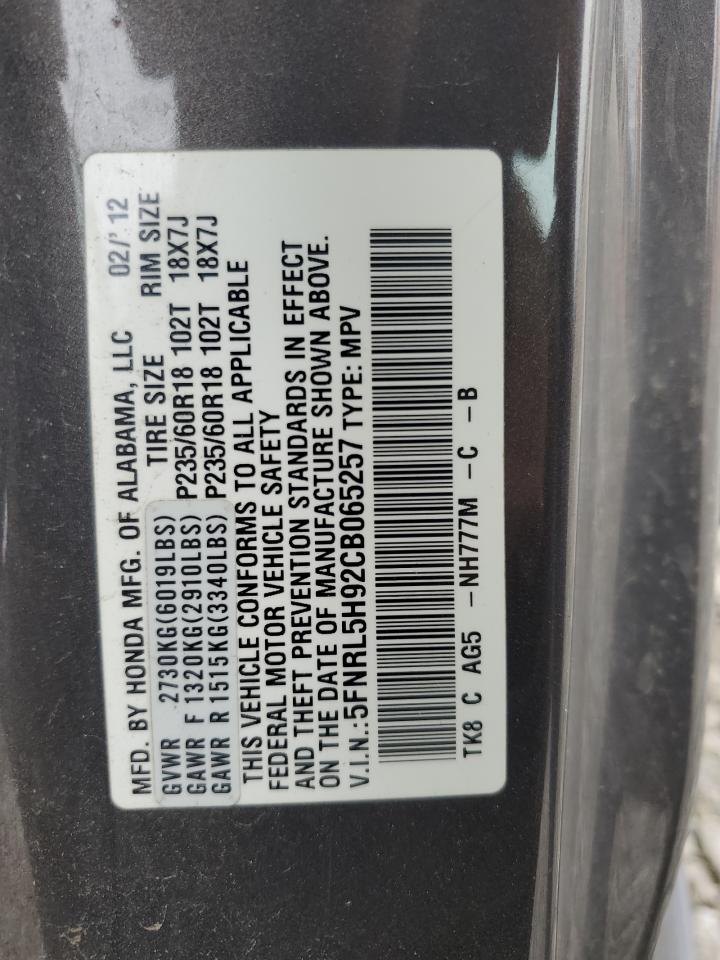 MFD. BY HONDA MFG. OF ALABAMA, LLC 02/'12
GVWR 2730KG(6019LBS) TIRE SIZE RIM SIZE
GAWR F 1320KG(2910LBS) P235/60R18 102T 18X7J
GAWR R 1515KG(3340LBS) P235/60R18 102T 18X7J
THIS VEHICLE CONFORMS TO ALL APPLICABLE
FEDERAL MOTOR VEHICLE SAFETY
AND THEFT PREVENTION STANDARDS IN EFFECT
ON THE DATE OF MANUFACTURE SHOWN ABOVE.
V.I.N.:5FNRL5H92CB065257 TYPE: MPV
TK8 C AG5 -NH777M -C -B